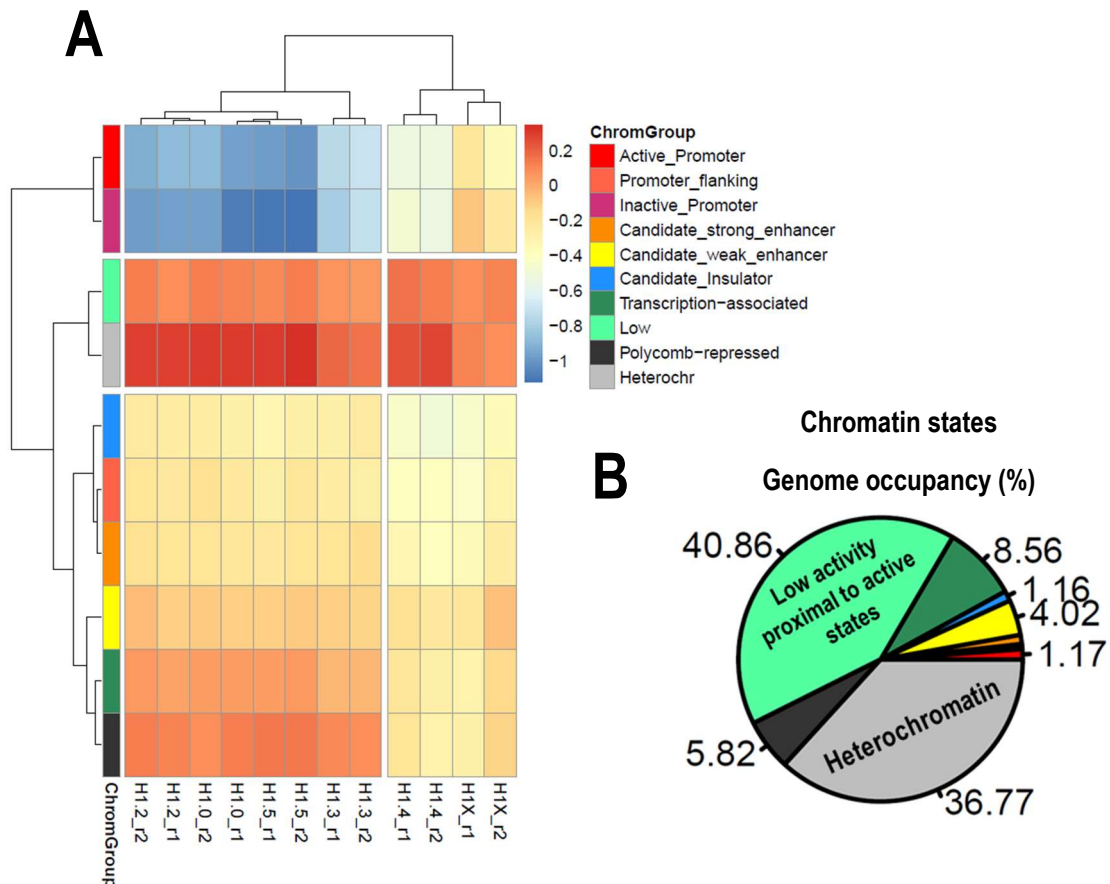 A
ChromGroup
Active_Promoter
Promoter_flanking
Inactive_Promoter
Candidate_strong_enhancer
Candidate_weak_enhancer
Candidate_Insulator
Transcription−associated
Low
Polycomb−repressed
Heterochr
0.2
0
−0.2
−0.4
−0.6
−0.8
−1
ChromGroup
H1.2_r2
H1.2_r1
H1.0_r2
H1.0_r1
H1.5_r1
H1.5_r2
H1.3_r1
H1.3_r2
H1.4_r1
H1.4_r2
H1X_r1
H1X_r2
B
Chromatin states
Genome occupancy (%)
40.86
8.56
1.16
4.02
1.17
5.82
36.77
Low activity
proximal to active
states
Heterochromatin